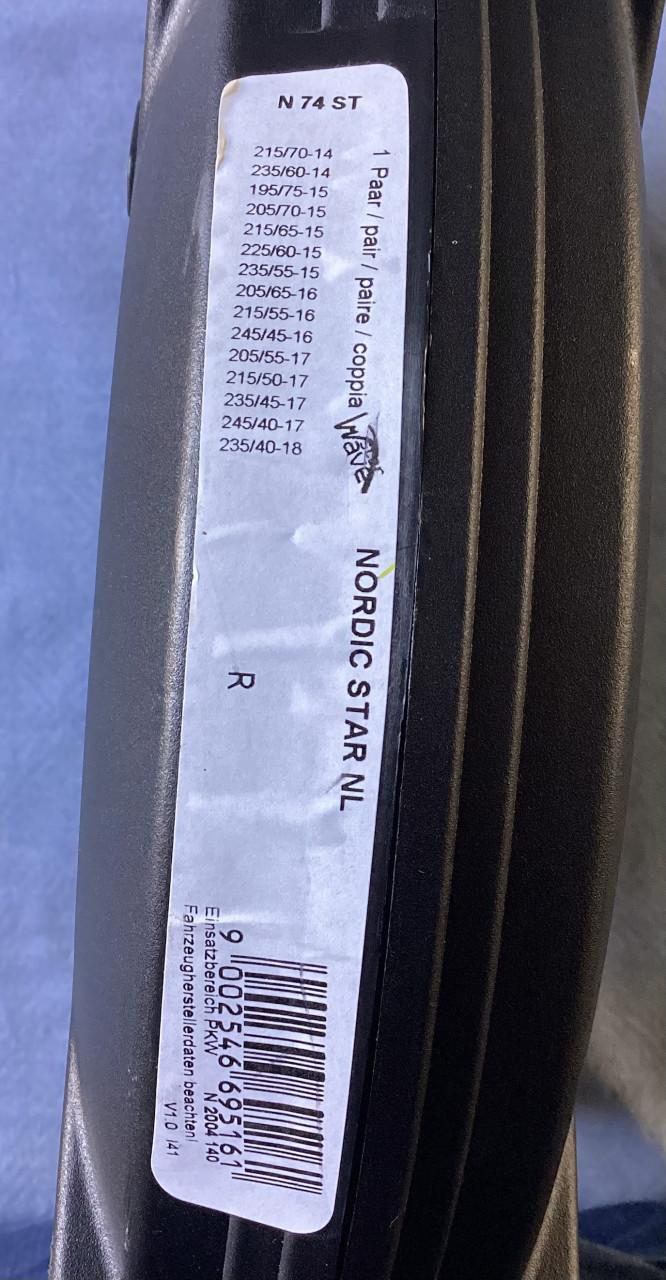 N 74 ST
215/70-14
235/60-14
195/75-15
205/70-15
215/65-15
225/60-15
235/55-15
205/65-16
215/55-16
245/45-16
205/55-17
215/50-17
235/45-17
245/40-17
235/40-18
1 Paar / pair / paire / coppia
Wave
NORDIC STAR NL
R
9 002546 695161
Einsatzbereich PKW N 2004 140
Fahrzeugherstellerdaten beachten!
V1.0 I41